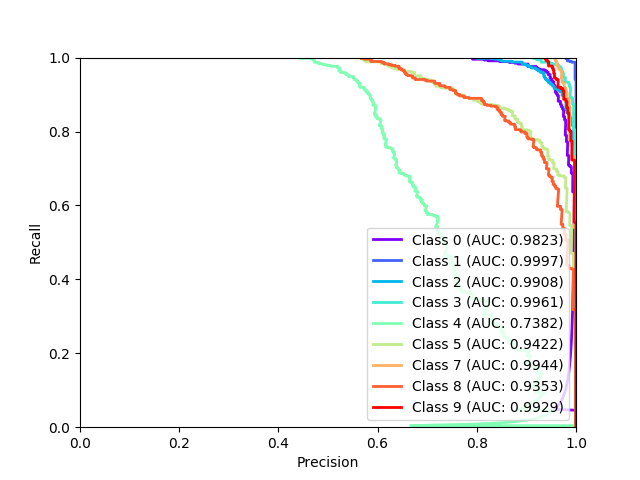 1.0
0.8
0.6
0.4
0.2
0.0
Recall
Class 0 (AUC: 0.9823)
Class 1 (AUC: 0.9997)
Class 2 (AUC: 0.9908)
Class 3 (AUC: 0.9961)
Class 4 (AUC: 0.7382)
Class 5 (AUC: 0.9422)
Class 7 (AUC: 0.9944)
Class 8 (AUC: 0.9353)
Class 9 (AUC: 0.9929)
0.0 0.2 0.4 0.6 0.8 1.0
Precision